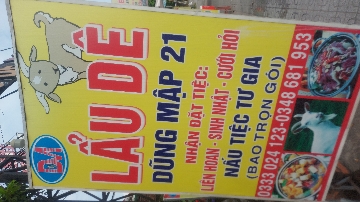 LẨU DÊ
DŨNG MẬP 21
NHẬN ĐẶT TIỆC:
LIÊN HOAN - SINH NHẬT - CƯỚI HỎI
NẤU TIỆC TƯ GIA
(BAO TRỌN GÓI)
0333 024 123-0948 681 953